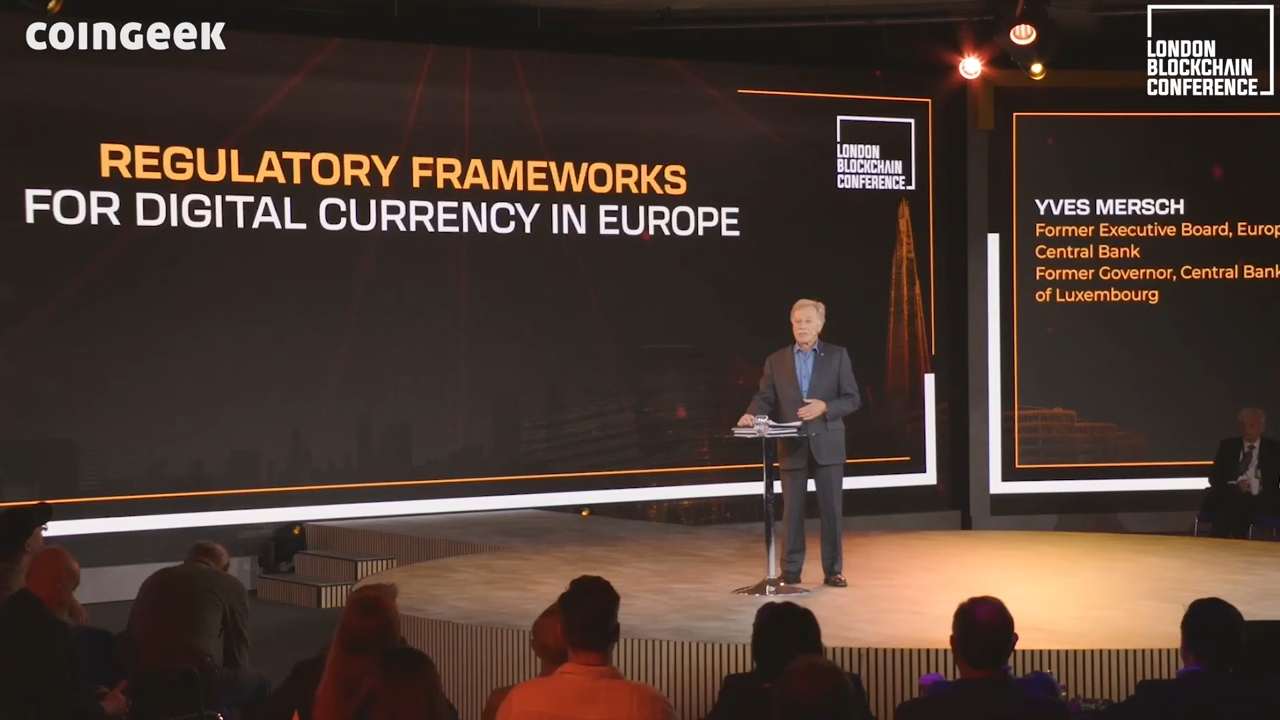 COINGEEK
LONDON
BLOCKCHAIN
CONFERENCE
REGULATORY FRAMEWORKS
FOR DIGITAL CURRENCY IN EUROPE
LONDON
BLOCKCHAIN
CONFERENCE
YVES MERSCH
Former Executive Board, Europ
Central Bank
Former Governor, Central Bank
of Luxembourg